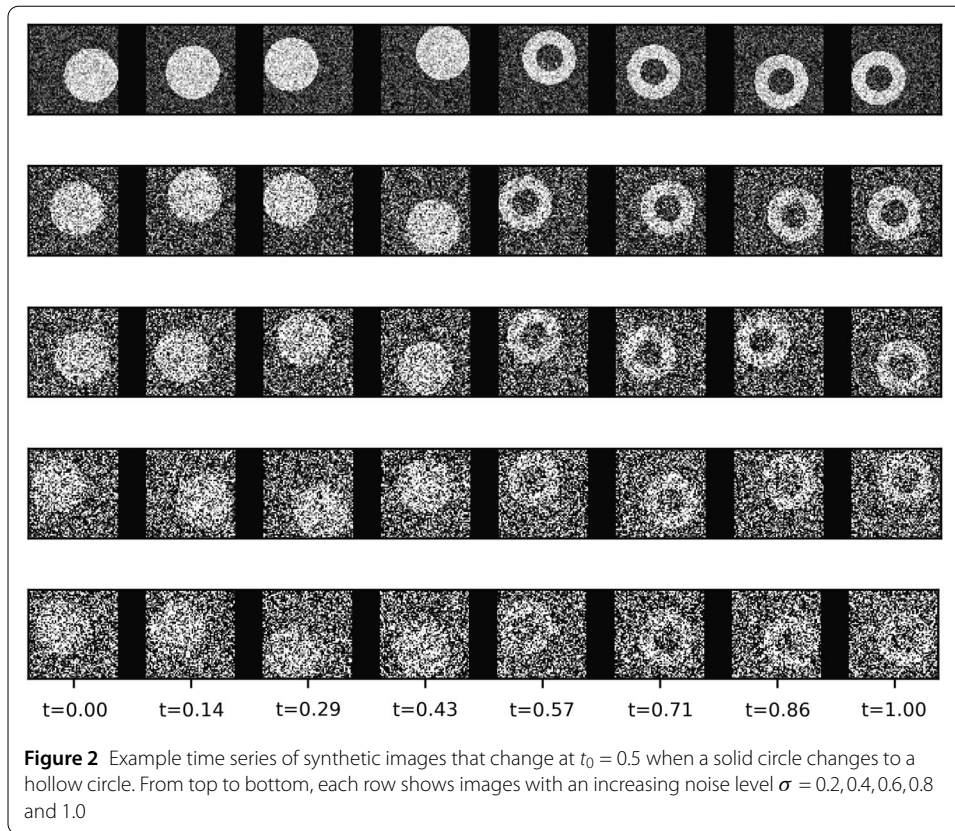 t=0.00 t=0.14 t=0.29 t=0.43 t=0.57 t=0.71 t=0.86 t=1.00
Figure 2 Example time series of synthetic images that change at t₀ = 0.5 when a solid circle changes to a
hollow circle. From top to bottom, each row shows images with an increasing noise level σ = 0.2, 0.4, 0.6, 0.8
and 1.0